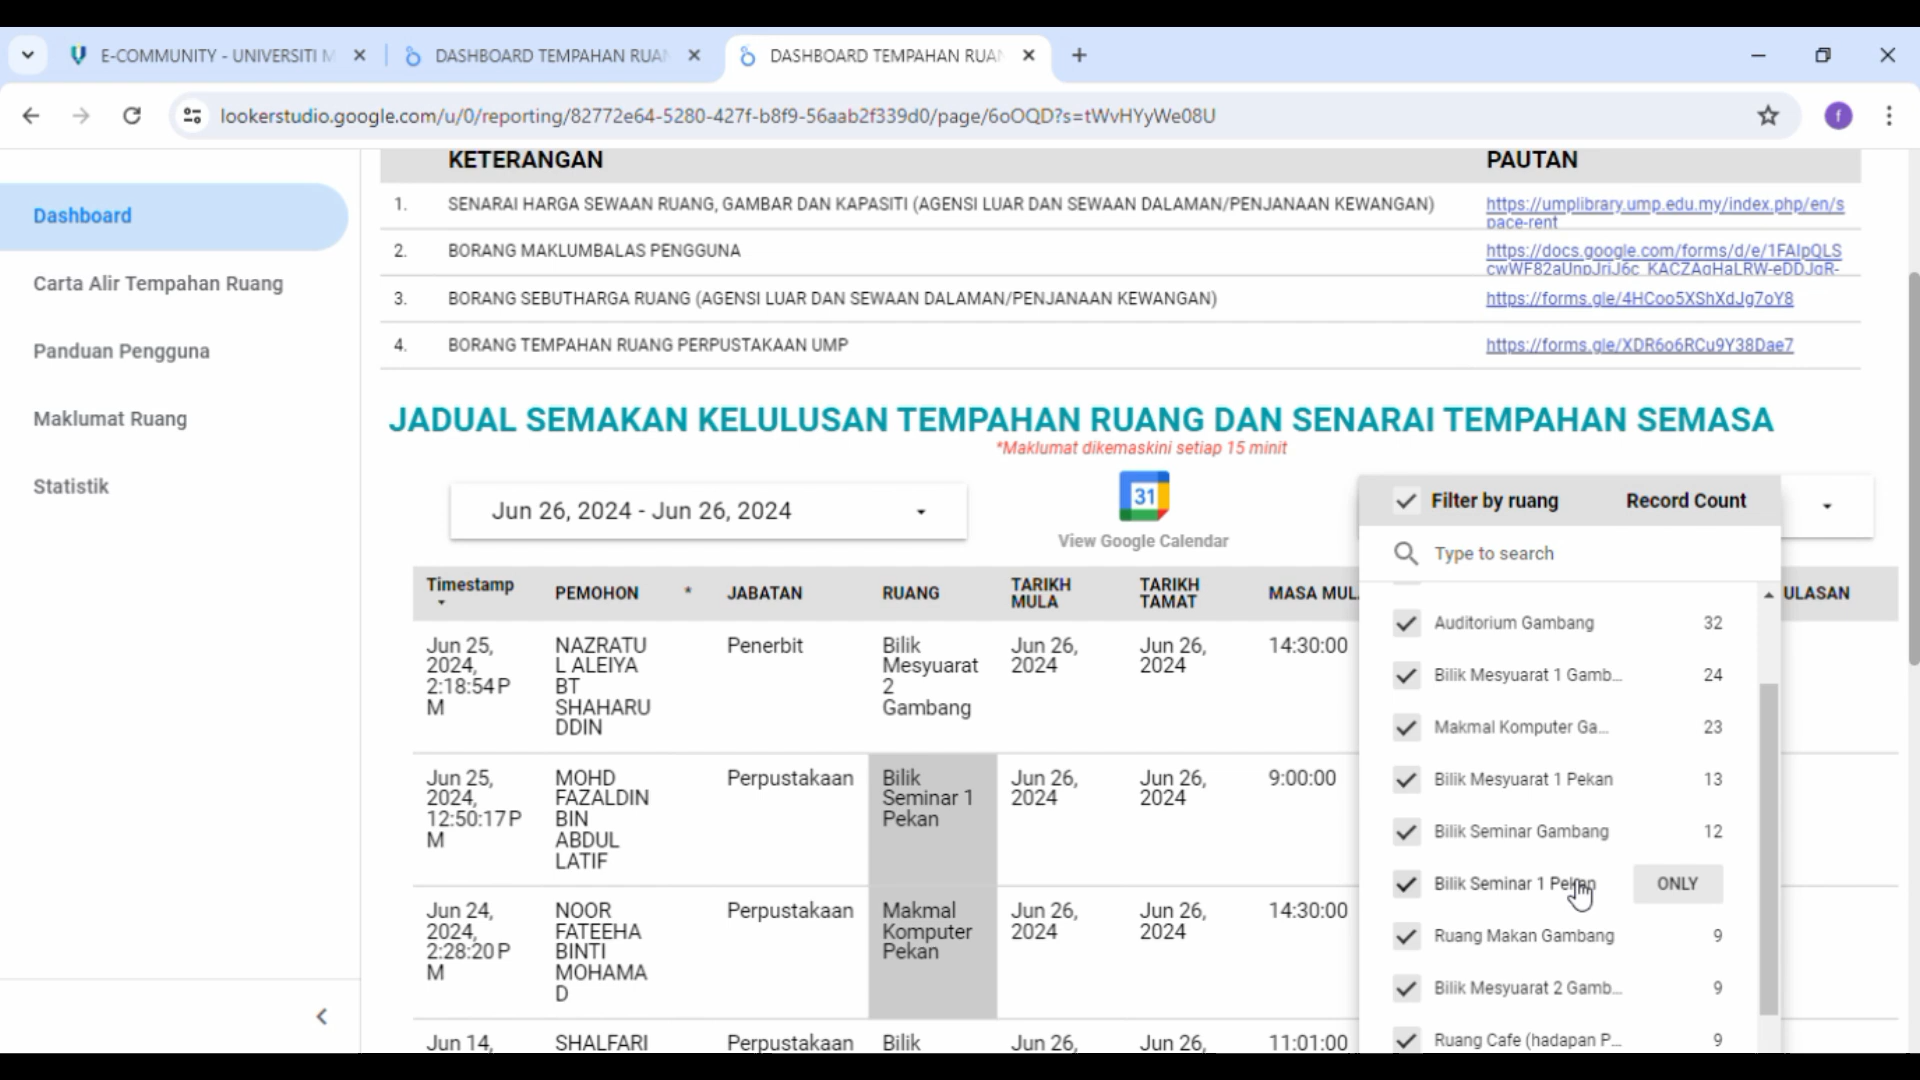 E-COMMUNITY - UNIVERSITI M
DASHBOARD TEMPAHAN RUAN
DASHBOARD TEMPAHAN RUAN
lookerstudio.google.com/u/0/reporting/82772e64-5280-427f-b8f9-56aab2f339d0/page/6oOQD?s=tWvHYyWe08U
f
Dashboard
Carta Alir Tempahan Ruang
Panduan Pengguna
Maklumat Ruang
Statistik
KETERANGAN PAUTAN
1. SENARAI HARGA SEWAAN RUANG, GAMBAR DAN KAPASITI (AGENSI LUAR DAN SEWAAN DALAMAN/PENJANAAN KEWANGAN) https://umplibrary.ump.edu.my/index.php/en/s
pace-rent
2. BORANG MAKLUMBALAS PENGGUNA https://docs.google.com/forms/d/e/1FAIpQLS
cwWF82aUnpJriJ6c_KACZAgHaLRW-eDDJgR-
3. BORANG SEBUTHARGA RUANG (AGENSI LUAR DAN SEWAAN DALAMAN/PENJANAAN KEWANGAN) https://forms.gle/4HCoo5XShXdJg7oY8
4. BORANG TEMPAHAN RUANG PERPUSTAKAAN UMP https://forms.gle/XDR6o6RCu9Y38Dae7
JADUAL SEMAKAN KELULUSAN TEMPAHAN RUANG DAN SENARAI TEMPAHAN SEMASA
*Maklumat dikemaskini setiap 15 minit
Jun 26, 2024 - Jun 26, 2024
31
View Google Calendar
Timestamp PEMOHON * JABATAN RUANG TARIKH
MULA
TARIKH
TAMAT
MASA MUL ULASAN
Jun 25,
2024,
2:18:54 P
M
NAZRATU
L ALEIYA
BT
SHAHARU
DDIN
Penerbit
Bilik
Mesyuarat
2
Gambang
Jun 26,
2024
Jun 26,
2024
14:30:00
Jun 25,
2024,
12:50:17 P
M
MOHD
FAZALDIN
BIN
ABDUL
LATIF
Perpustakaan
Bilik
Seminar 1
Pekan
Jun 26,
2024
Jun 26,
2024
9:00:00
Jun 24,
2024,
2:28:20 P
M
NOOR
FATEEHA
BINTI
MOHAMA
D
Perpustakaan
Makmal
Komputer
Pekan
Jun 26,
2024
Jun 26,
2024
14:30:00
Jun 14, SHALFARI Perpustakaan Bilik Jun 26, Jun 26, 11:01:00
Filter by ruang Record Count
Type to search
Auditorium Gambang 32
Bilik Mesyuarat 1 Gamb... 24
Makmal Komputer Ga... 23
Bilik Mesyuarat 1 Pekan 13
Bilik Seminar Gambang 12
Bilik Seminar 1 Pekan ONLY
Ruang Makan Gambang 9
Bilik Mesyuarat 2 Gamb... 9
Ruang Cafe (hadapan P... 9